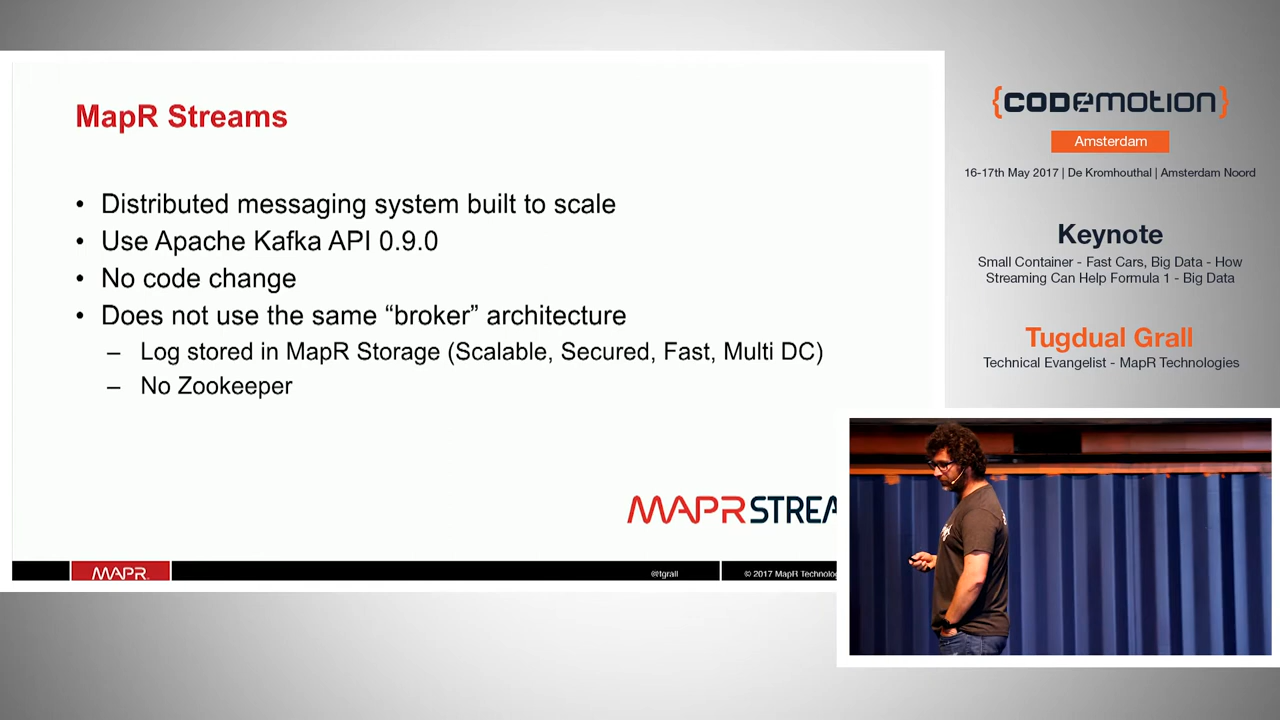 MapR Streams
• Distributed messaging system built to scale
• Use Apache Kafka API 0.9.0
• No code change
• Does not use the same “broker” architecture
– Log stored in MapR Storage (Scalable, Secured, Fast, Multi DC)
– No Zookeeper
MAPR STREA
MAPR
@tgrall
© 2017 MapR Technolo
{CODEMOTION}
Amsterdam
16-17th May 2017 | De Kromhouthal | Amsterdam Noord
Keynote
Small Container - Fast Cars, Big Data - How
Streaming Can Help Formula 1 - Big Data
Tugdual Grall
Technical Evangelist - MapR Technologies